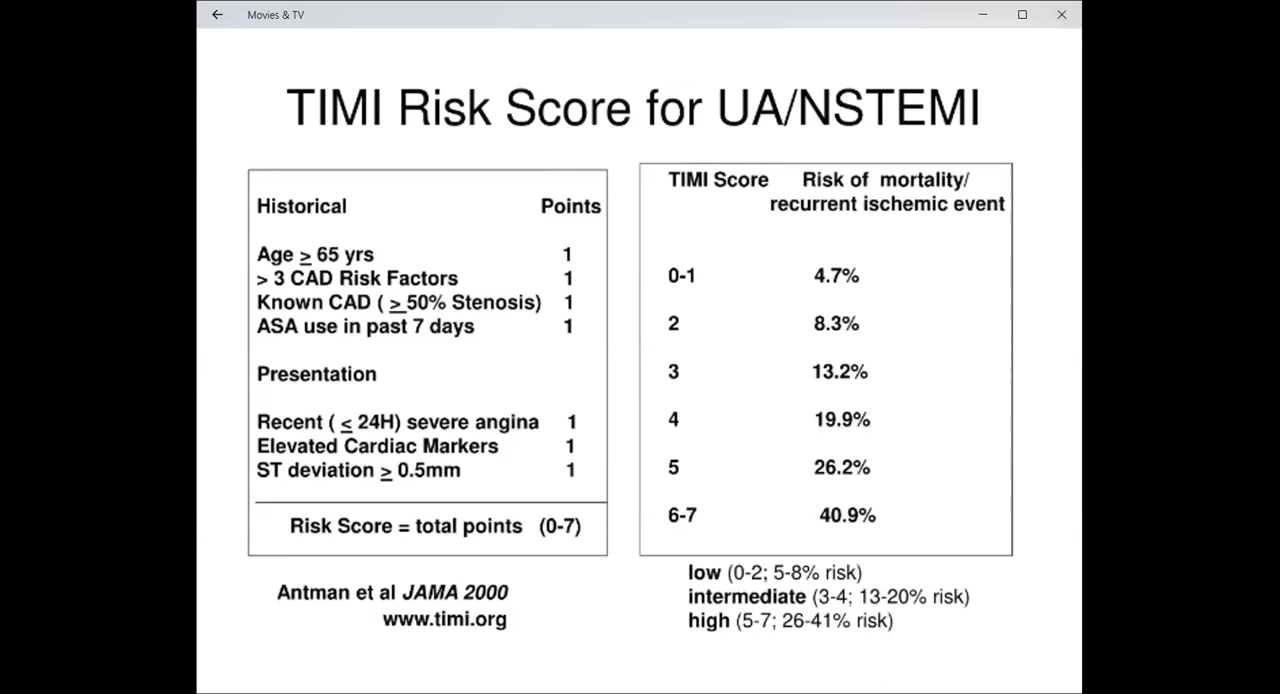 Movies & TV
TIMI Risk Score for UA/NSTEMI
Historical Points
Age ≥ 65 yrs 1
> 3 CAD Risk Factors 1
Known CAD ( ≥ 50% Stenosis) 1
ASA use in past 7 days 1
Presentation
Recent ( ≤ 24H) severe angina 1
Elevated Cardiac Markers 1
ST deviation ≥ 0.5mm 1
Risk Score = total points (0-7)
Antman et al JAMA 2000
www.timi.org
TIMI Score Risk of mortality/
recurrent ischemic event
0-1 4.7%
2 8.3%
3 13.2%
4 19.9%
5 26.2%
6-7 40.9%
low (0-2; 5-8% risk)
intermediate (3-4; 13-20% risk)
high (5-7; 26-41% risk)